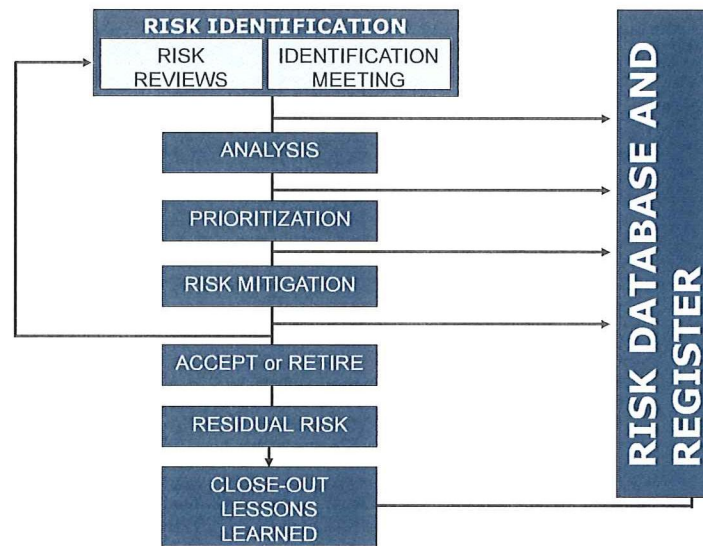 RISK IDENTIFICATION
RISK
REVIEWS
IDENTIFICATION
MEETING
ANALYSIS
PRIORITIZATION
RISK MITIGATION
ACCEPT or RETIRE
RESIDUAL RISK
CLOSE-OUT
LESSONS
LEARNED
RISK DATABASE AND
REGISTER